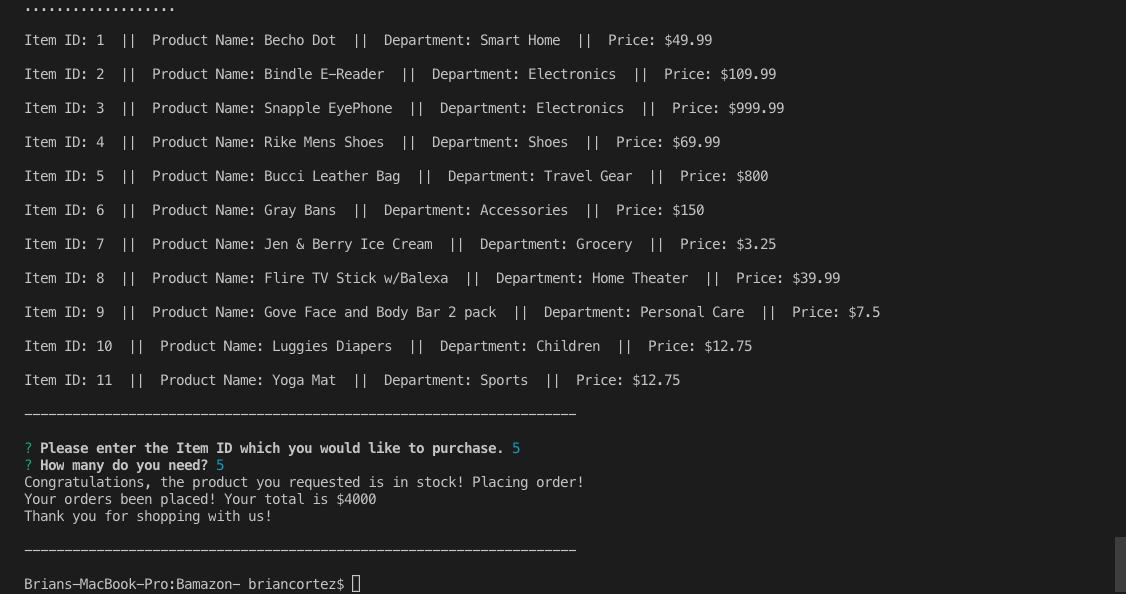 ...................
Item ID: 1  ||  Product Name: Becho Dot  ||  Department: Smart Home  ||  Price: $49.99
Item ID: 2  ||  Product Name: Bindle E-Reader  ||  Department: Electronics  ||  Price: $109.99
Item ID: 3  ||  Product Name: Snapple EyePhone  ||  Department: Electronics  ||  Price: $999.99
Item ID: 4  ||  Product Name: Rike Mens Shoes  ||  Department: Shoes  ||  Price: $69.99
Item ID: 5  ||  Product Name: Bucci Leather Bag  ||  Department: Travel Gear  ||  Price: $800
Item ID: 6  ||  Product Name: Gray Bans  ||  Department: Accessories  ||  Price: $150
Item ID: 7  ||  Product Name: Jen & Berry Ice Cream  ||  Department: Grocery  ||  Price: $3.25
Item ID: 8  ||  Product Name: Flire TV Stick w/Balexa  ||  Department: Home Theater  ||  Price: $39.99
Item ID: 9  ||  Product Name: Gove Face and Body Bar 2 pack  ||  Department: Personal Care  ||  Price: $7.5
Item ID: 10  ||  Product Name: Luggies Diapers  ||  Department: Children  ||  Price: $12.75
Item ID: 11  ||  Product Name: Yoga Mat  ||  Department: Sports  ||  Price: $12.75
_____________________________________________________________________
? Please enter the Item ID which you would like to purchase. 5
? How many do you need? 5
Congratulations, the product you requested is in stock! Placing order!
Your orders been placed! Your total is $4000
Thank you for shopping with us!
_____________________________________________________________________
Brians-MacBook-Pro:Bamazon- briancortez$